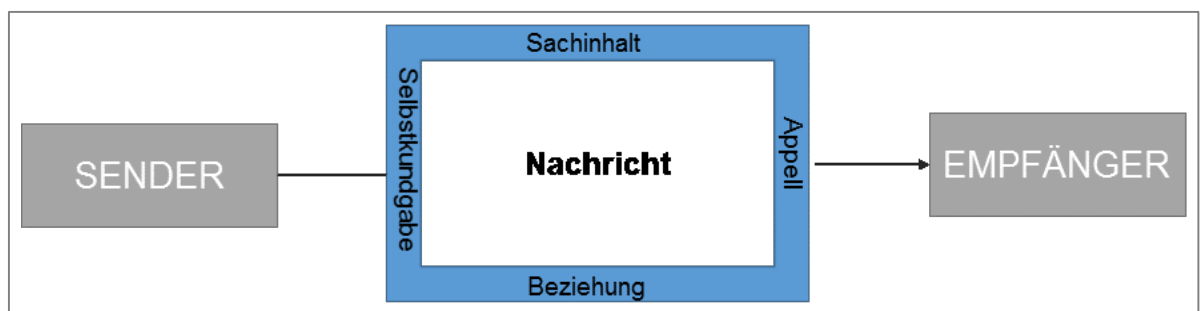 Sachinhalt
SENDER
Selbstkundgabe
Nachricht
Appell
EMPFÄNGER
Beziehung